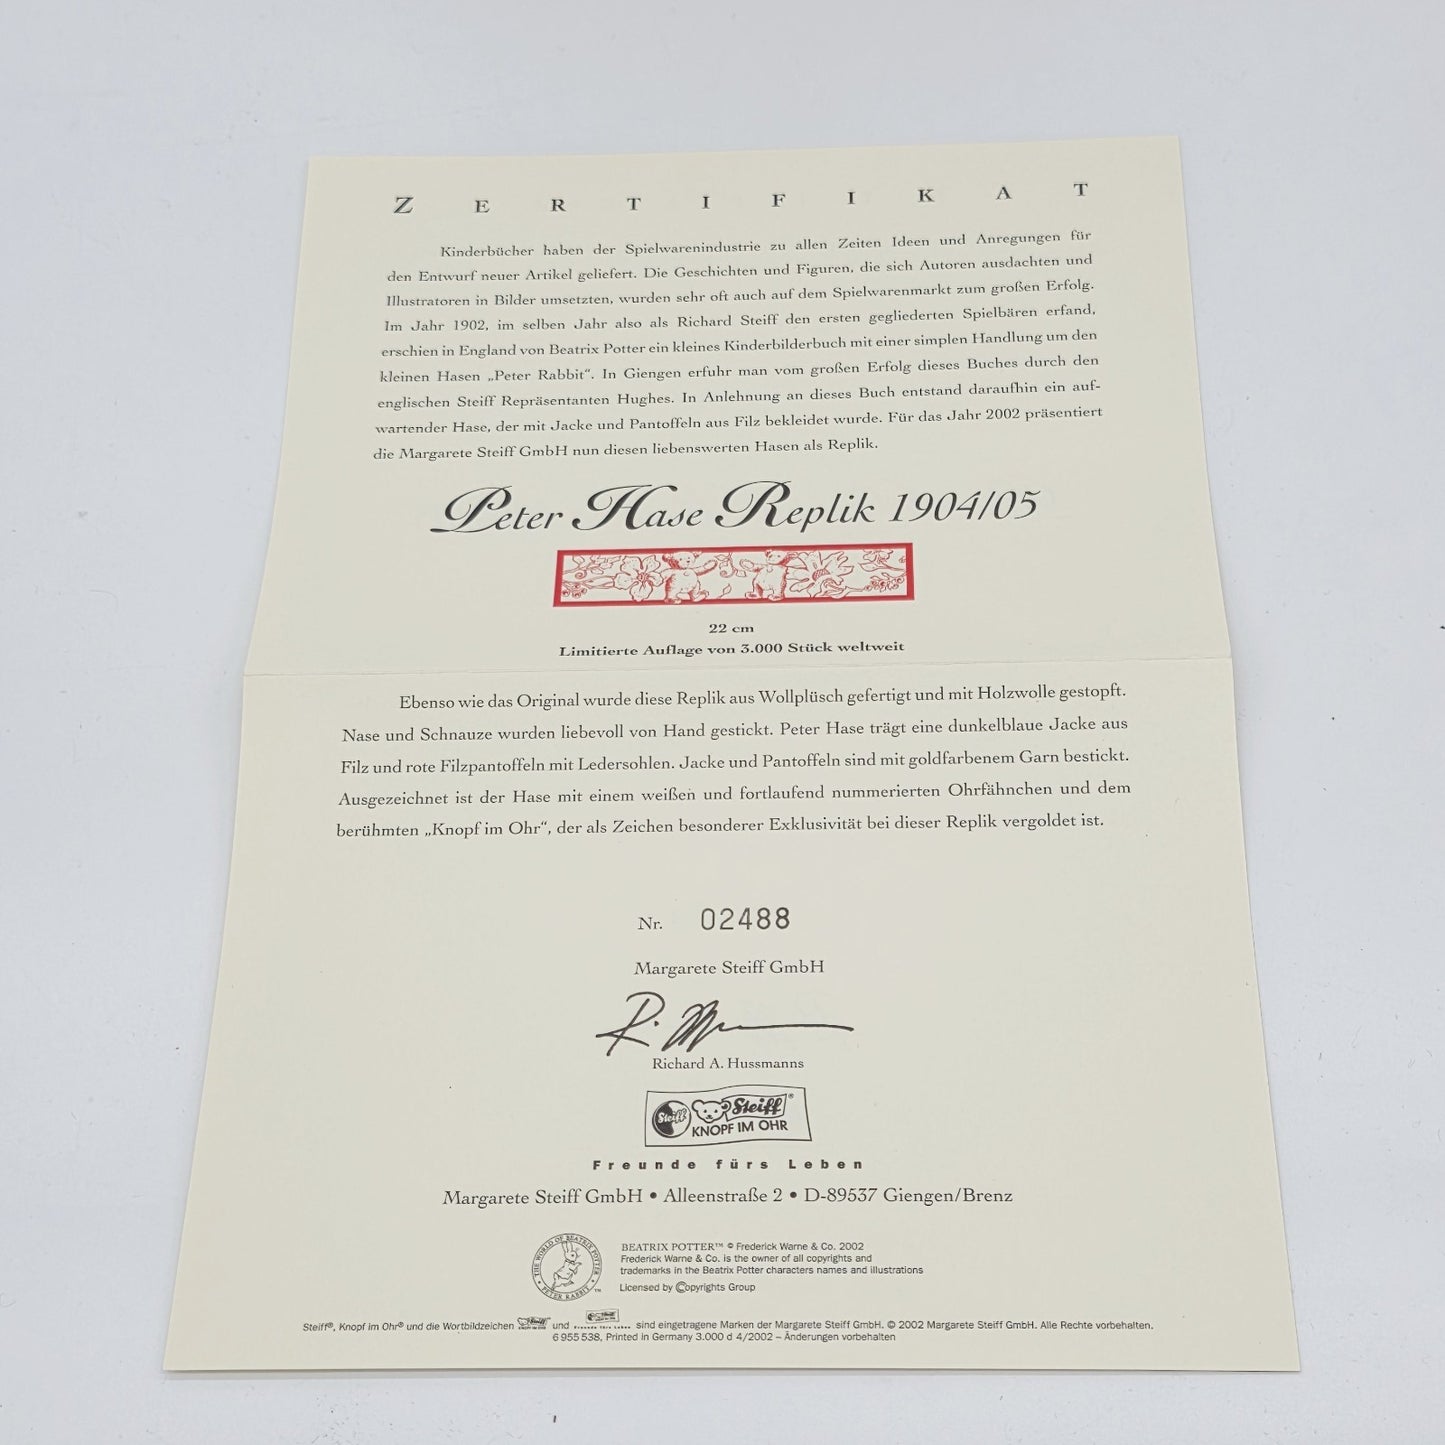 ZERTIFIKAT
Kinderbücher haben der Spielwarenindustrie zu allen Zeiten Ideen und Anregungen für
den Entwurf neuer Artikel geliefert. Die Geschichten und Figuren, die sich Autoren ausdachten und
Illustratoren in Bilder umsetzten, wurden sehr oft auch auf dem Spielwarenmarkt zum großen Erfolg.
Im Jahr 1902, im selben Jahr also als Richard Steiff den ersten gegliederten Spielbären erfand,
erschien in England von Beatrix Potter ein kleines Kinderbilderbuch mit einer simplen Handlung um den
kleinen Hasen „Peter Rabbit“. In Giengen erfuhr man vom großen Erfolg dieses Buches durch den
englischen Steiff Repräsentanten Hughes. In Anlehnung an dieses Buch entstand daraufhin ein auf-
wartender Hase, der mit Jacke und Pantoffeln aus Filz bekleidet wurde. Für das Jahr 2002 präsentiert
die Margarete Steiff GmbH nun diesen liebenswerten Hasen als Replik.
Peter Hase Replik 1904/05
22 cm
Limitierte Auflage von 3.000 Stück weltweit
Ebenso wie das Original wurde diese Replik aus Wollplüsch gefertigt und mit Holzwolle gestopft.
Nase und Schnauze wurden liebevoll von Hand gestickt. Peter Hase trägt eine dunkelblaue Jacke aus
Filz und rote Filzpantoffeln mit Ledersohlen. Jacke und Pantoffeln sind mit goldfarbenem Garn bestickt.
Ausgezeichnet ist der Hase mit einem weißen und fortlaufend nummerierten Ohrfähnchen und dem
berühmten „Knopf im Ohr“, der als Zeichen besonderer Exklusivität bei dieser Replik vergoldet ist.
Nr. 02488
Margarete Steiff GmbH
Richard A. Hussmanns
Steiff Steiff®
KNOPF IM OHR
Freunde fürs Leben
Margarete Steiff GmbH • Alleenstraße 2 • D-89537 Giengen/Brenz
THE WORLD OF BEATRIX POTTER • PETER RABBIT • ™
BEATRIX POTTER™ © Frederick Warne & Co. 2002
Frederick Warne & Co. is the owner of all copyrights and
trademarks in the Beatrix Potter characters names and illustrations
Licensed by Copyrights Group
Steiff®, Knopf im Ohr® und die Wortbildzeichen und sind eingetragene Marken der Margarete Steiff GmbH. © 2002 Margarete Steiff GmbH. Alle Rechte vorbehalten.
6 955 538, Printed in Germany 3.000 d 4/2002 – Änderungen vorbehalten